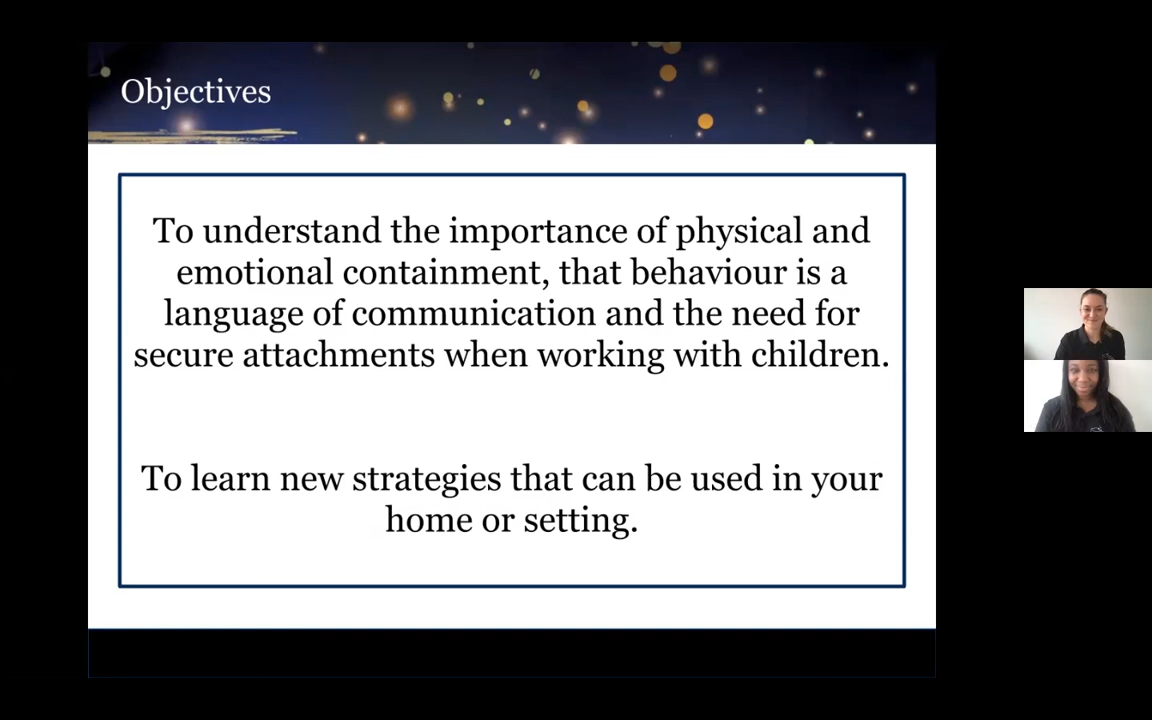 Objectives
To understand the importance of physical and
emotional containment, that behaviour is a
language of communication and the need for
secure attachments when working with children.
To learn new strategies that can be used in your
home or setting.